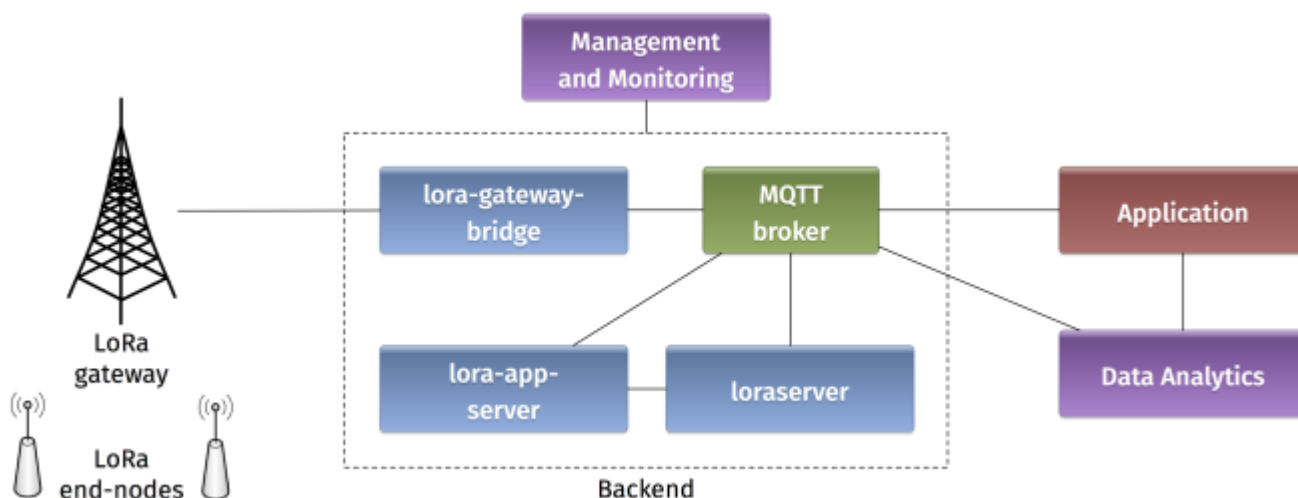 Management
and Monitoring
lora-gateway-
bridge
MQTT
broker
Application
LoRa
gateway
lora-app-
server
loraserver
Data Analytics
LoRa
end-nodes
Backend